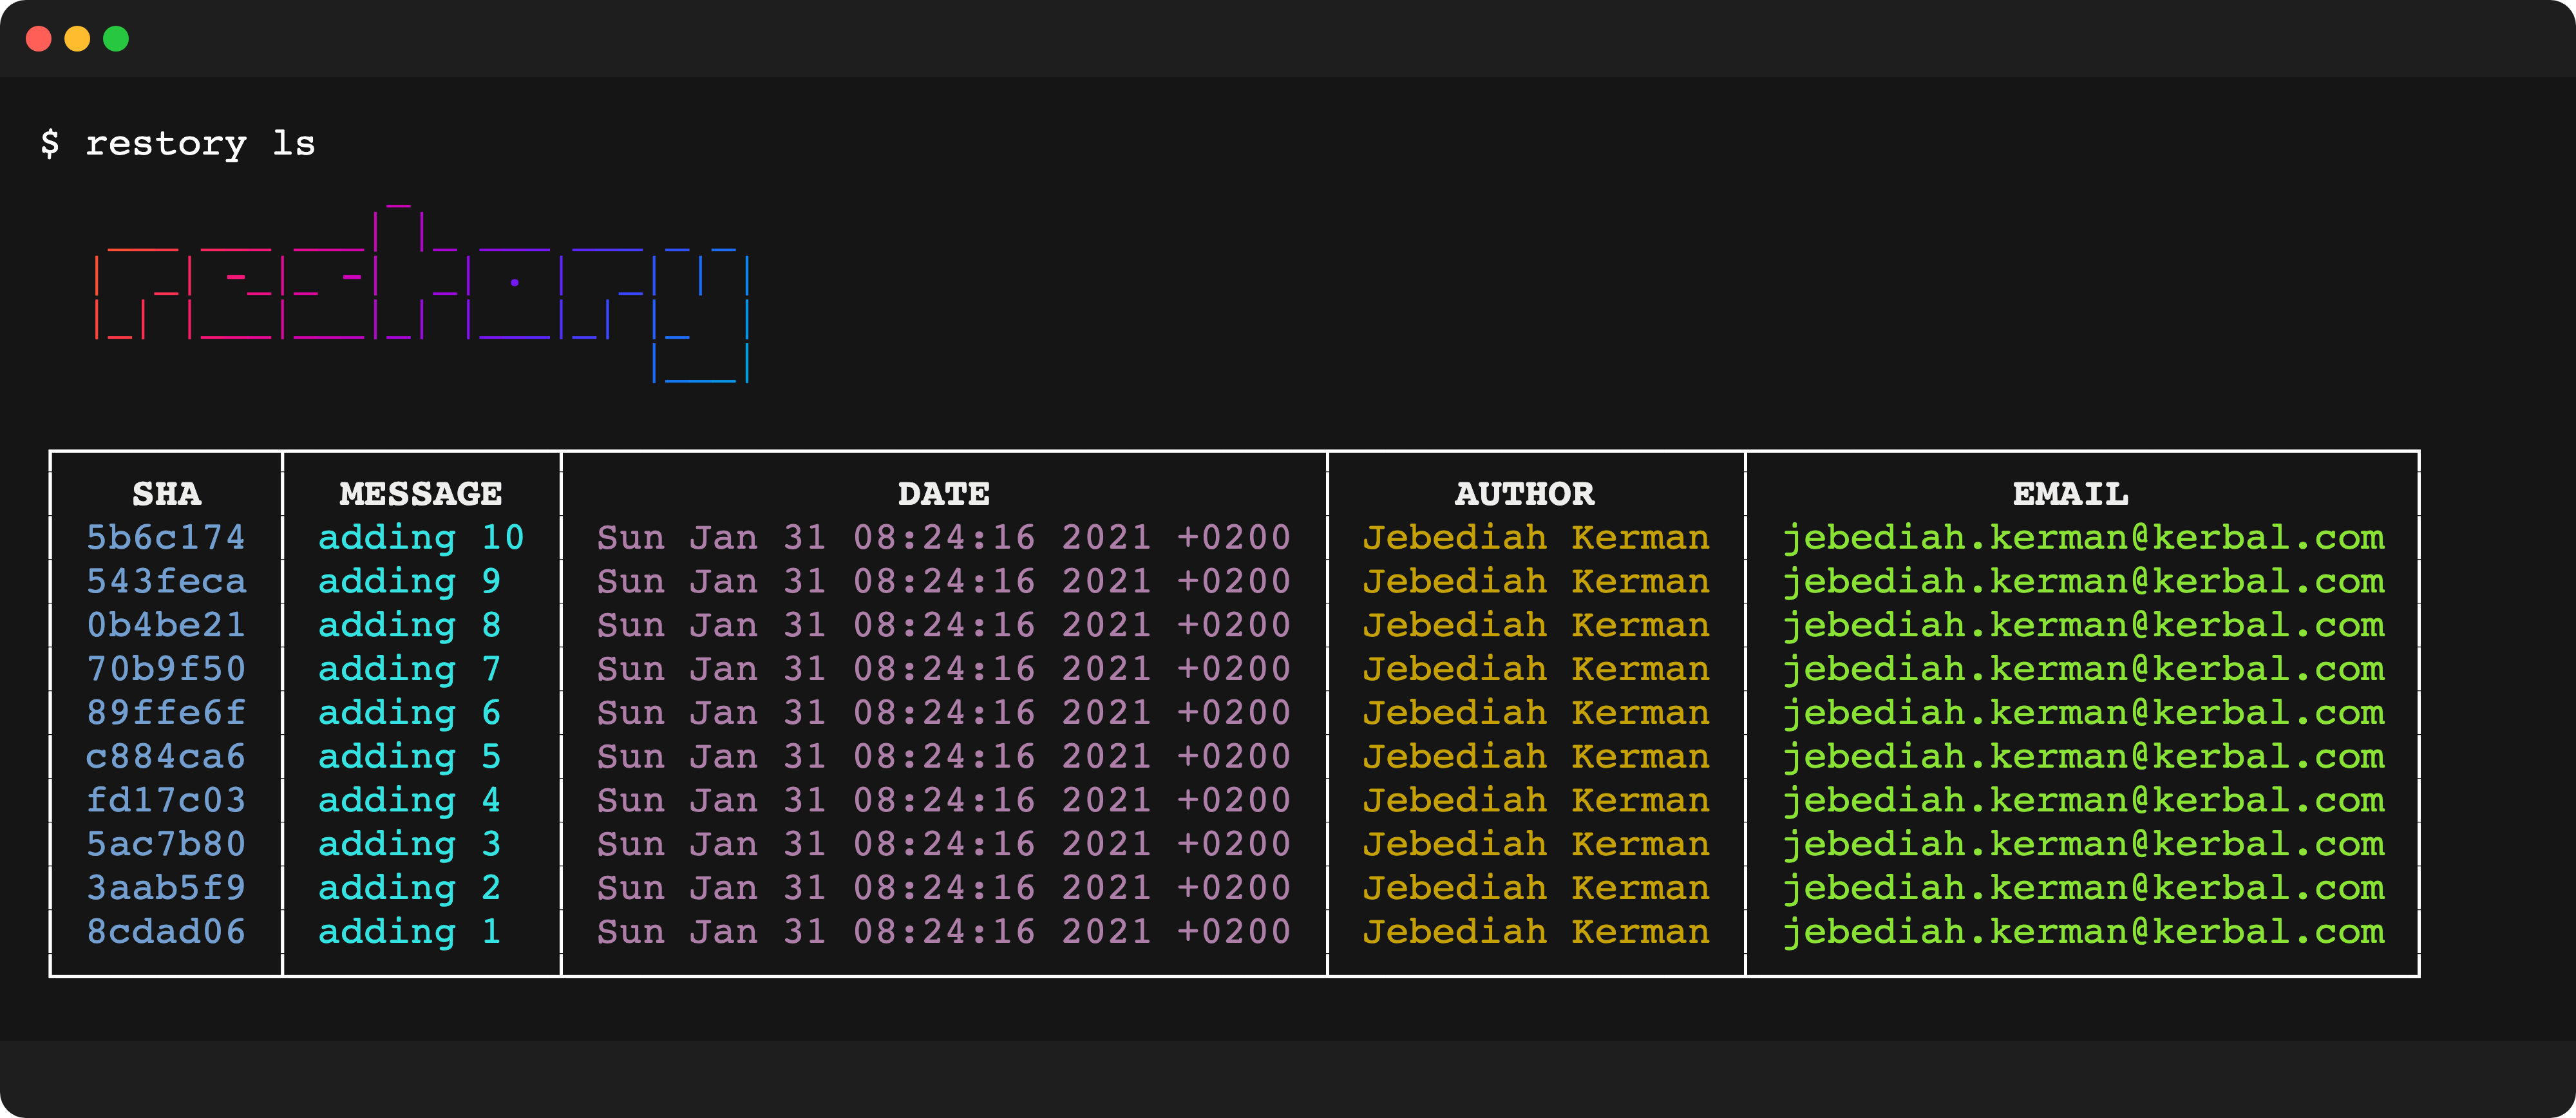 $ restory ls
restory
SHA MESSAGE DATE AUTHOR EMAIL
5b6c174 adding 10 Sun Jan 31 08:24:16 2021 +0200 Jebediah Kerman jebediah.kerman@kerbal.com
543feca adding 9 Sun Jan 31 08:24:16 2021 +0200 Jebediah Kerman jebediah.kerman@kerbal.com
0b4be21 adding 8 Sun Jan 31 08:24:16 2021 +0200 Jebediah Kerman jebediah.kerman@kerbal.com
70b9f50 adding 7 Sun Jan 31 08:24:16 2021 +0200 Jebediah Kerman jebediah.kerman@kerbal.com
89ffe6f adding 6 Sun Jan 31 08:24:16 2021 +0200 Jebediah Kerman jebediah.kerman@kerbal.com
c884ca6 adding 5 Sun Jan 31 08:24:16 2021 +0200 Jebediah Kerman jebediah.kerman@kerbal.com
fd17c03 adding 4 Sun Jan 31 08:24:16 2021 +0200 Jebediah Kerman jebediah.kerman@kerbal.com
5ac7b80 adding 3 Sun Jan 31 08:24:16 2021 +0200 Jebediah Kerman jebediah.kerman@kerbal.com
3aab5f9 adding 2 Sun Jan 31 08:24:16 2021 +0200 Jebediah Kerman jebediah.kerman@kerbal.com
8cdad06 adding 1 Sun Jan 31 08:24:16 2021 +0200 Jebediah Kerman jebediah.kerman@kerbal.com